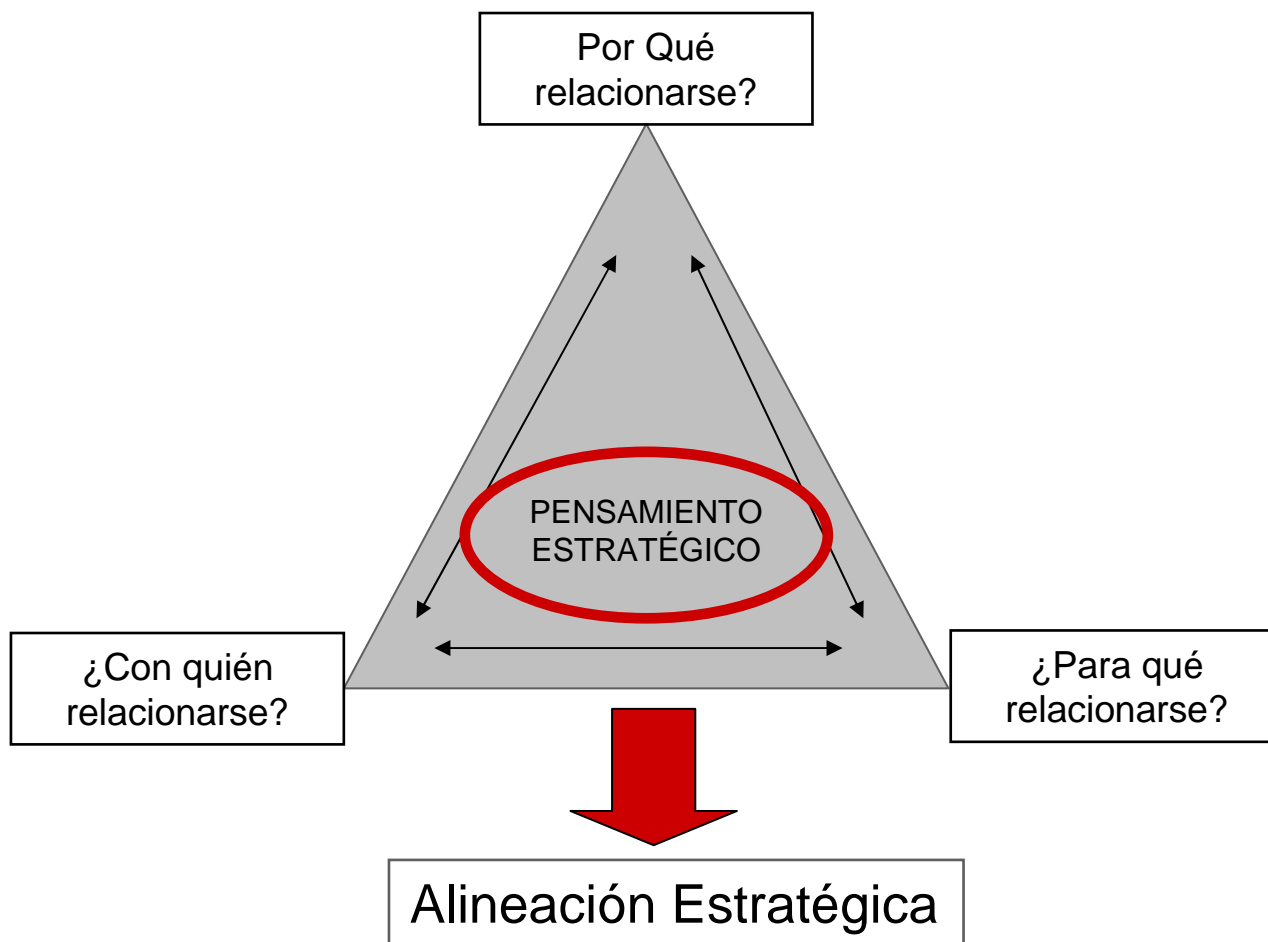 Por Qué
relacionarse?
PENSAMIENTO
ESTRATÉGICO
¿Con quién
relacionarse?
¿Para qué
relacionarse?
Alineación Estratégica